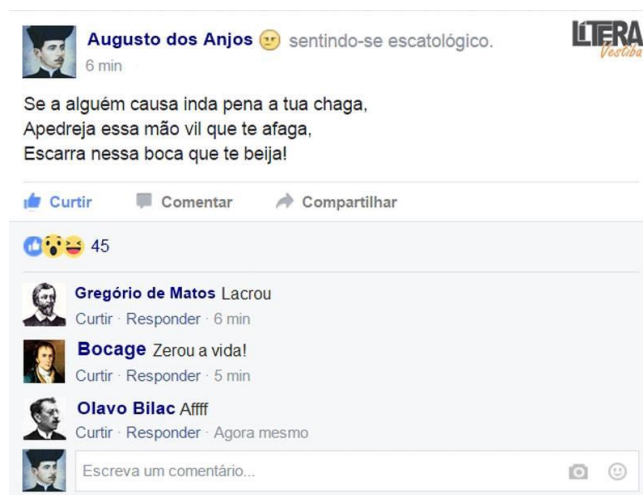 Augusto dos Anjos sentindo-se escatológico.
6 min
LÍTERA
Vestiba
Se a alguém causa inda pena a tua chaga,
Apedreja essa mão vil que te afaga,
Escarra nessa boca que te beija!
Curtir Comentar Compartilhar
45
Gregório de Matos Lacrou
Curtir · Responder · 6 min
Bocage Zerou a vida!
Curtir · Responder · 5 min
Olavo Bilac Affff
Curtir · Responder · Agora mesmo
Escreva um comentário...